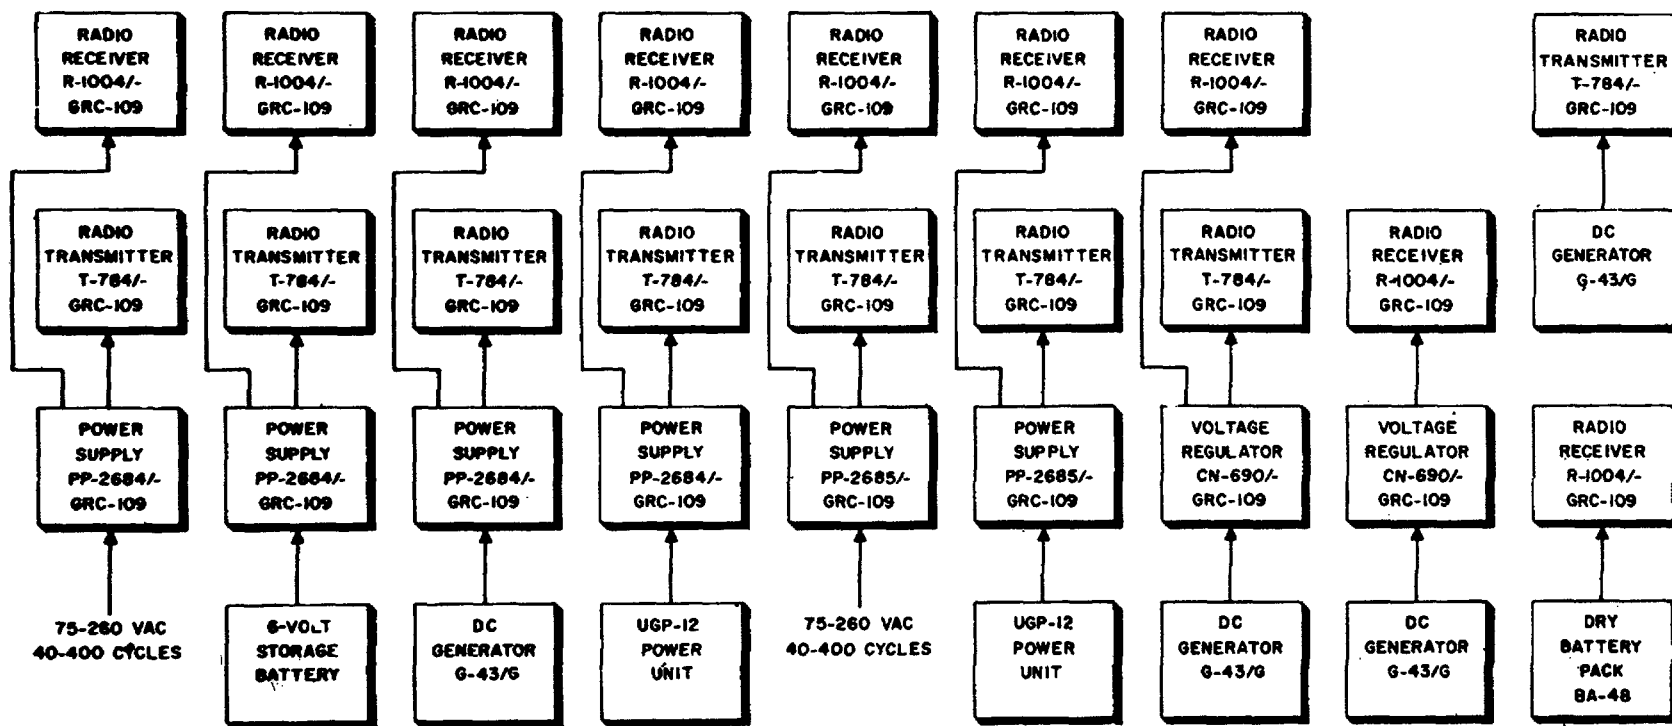 RADIO
RECEIVER
R-1004/-
GRC-109
RADIO
RECEIVER
R-1004/-
GRC-109
RADIO
RECEIVER
R-1004/-
GRC-109
RADIO
RECEIVER
R-1004/-
GRC-109
RADIO
RECEIVER
R-1004/-
GRC-109
RADIO
RECEIVER
R-1004/-
GRC-109
RADIO
RECEIVER
R-1004/-
GRC-109
RADIO
TRANSMITTER
T-784/-
GRC-109
RADIO
TRANSMITTER
T-784/-
GRC-109
RADIO
TRANSMITTER
T-784/-
GRC-109
RADIO
TRANSMITTER
T-784/-
GRC-109
RADIO
TRANSMITTER
T-784/-
GRC-109
RADIO
TRANSMITTER
T-784/-
GRC-109
RADIO
TRANSMITTER
T-784/-
GRC-109
RADIO
TRANSMITTER
T-784/-
GRC-109
RADIO
RECEIVER
R-1004/-
GRC-109
DC
GENERATOR
G-43/G
POWER
SUPPLY
PP-2684/-
GRC-109
POWER
SUPPLY
PP-2684/-
GRC-109
POWER
SUPPLY
PP-2684/-
GRC-109
POWER
SUPPLY
PP-2684/-
GRC-109
POWER
SUPPLY
PP-2685/-
GRC-109
POWER
SUPPLY
PP-2685/-
GRC-109
VOLTAGE
REGULATOR
CN-690/-
GRC-109
VOLTAGE
REGULATOR
CN-690/-
GRC-109
RADIO
RECEIVER
R-1004/-
GRC-109
75-260 VAC
40-400 CYCLES
6-VOLT
STORAGE
BATTERY
DC
GENERATOR
G-43/G
UGP-12
POWER
UNIT
75-260 VAC
40-400 CYCLES
UGP-12
POWER
UNIT
DC
GENERATOR
G-43/G
DC
GENERATOR
G-43/G
DRY
BATTERY
PACK
BA-48